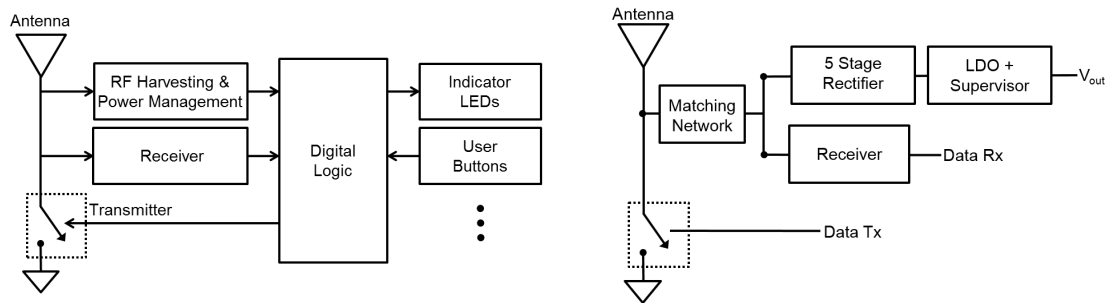 Antenna
RF Harvesting &
Power Management
Receiver
Transmitter
Digital
Logic
Indicator
LEDs
User
Buttons
Antenna
Matching
Network
5 Stage
Rectifier
LDO +
Supervisor
Vout
Receiver
Data Rx
Data Tx